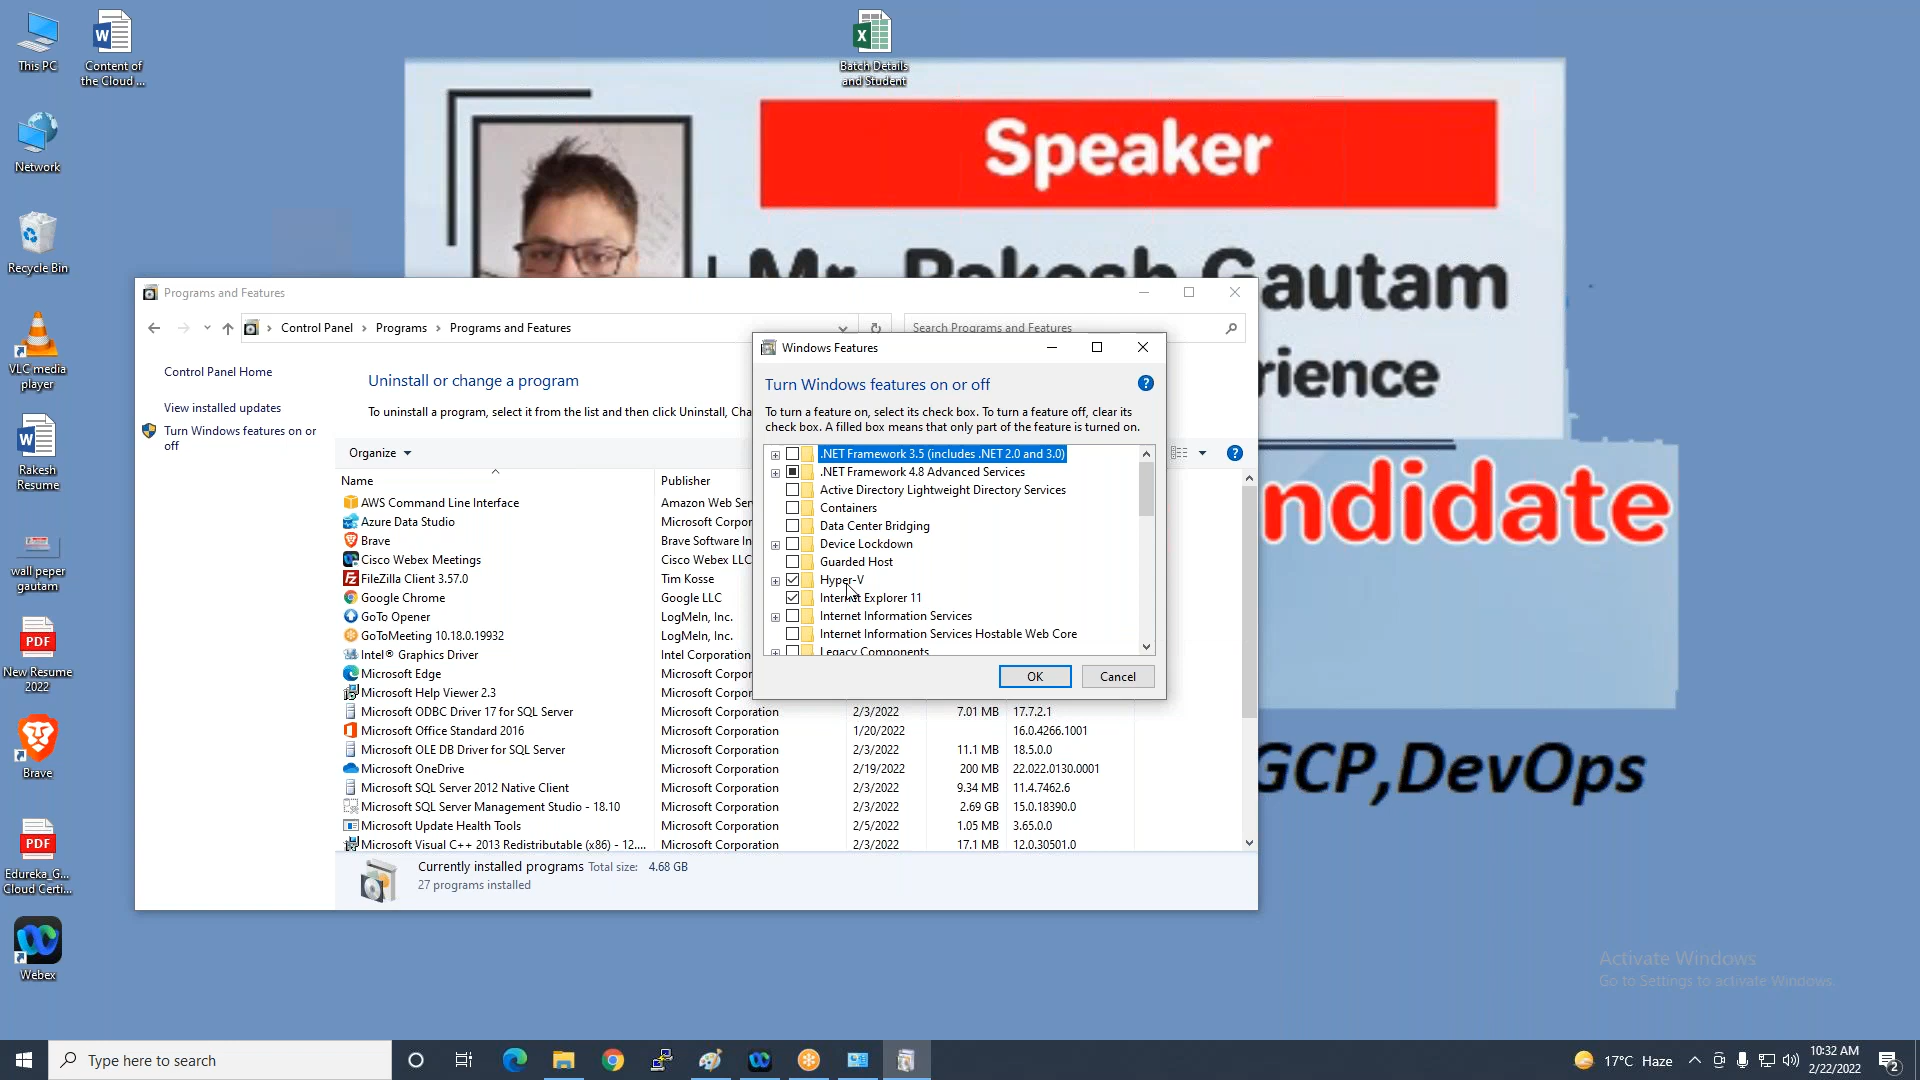 This PC
Content of
the Cloud ...
Batch Details
and Student
Network
Recycle Bin
VLC media
player
Rakesh
Resume
wall peper
gautam
New Resume
2022
Brave
Edureka_G...
Cloud Certi...
Webex
Speaker
Mr. Rakesh Gautam
rience
ndidate
GCP,DevOps
Programs and Features
Control Panel > Programs > Programs and Features
Search Programs and Features
Control Panel Home
View installed updates
Turn Windows features on or
off
Uninstall or change a program
To uninstall a program, select it from the list and then click Uninstall, Cha
Organize
Name Publisher
AWS Command Line Interface Amazon Web Ser
Azure Data Studio Microsoft Corpor
Brave Brave Software In
Cisco Webex Meetings Cisco Webex LLC
FileZilla Client 3.57.0 Tim Kosse
Google Chrome Google LLC
GoTo Opener LogMeIn, Inc.
GoToMeeting 10.18.0.19932 LogMeIn, Inc.
Intel® Graphics Driver Intel Corporation
Microsoft Edge Microsoft Corpor
Microsoft Help Viewer 2.3 Microsoft Corpor
Microsoft ODBC Driver 17 for SQL Server Microsoft Corporation 2/3/2022 7.01 MB 17.7.2.1
Microsoft Office Standard 2016 Microsoft Corporation 1/20/2022 16.0.4266.1001
Microsoft OLE DB Driver for SQL Server Microsoft Corporation 2/3/2022 11.1 MB 18.5.0.0
Microsoft OneDrive Microsoft Corporation 2/19/2022 200 MB 22.022.0130.0001
Microsoft SQL Server 2012 Native Client Microsoft Corporation 2/3/2022 9.34 MB 11.4.7462.6
Microsoft SQL Server Management Studio - 18.10 Microsoft Corporation 2/3/2022 2.69 GB 15.0.18390.0
Microsoft Update Health Tools Microsoft Corporation 2/5/2022 1.05 MB 3.65.0.0
Microsoft Visual C++ 2013 Redistributable (x86) - 12.... Microsoft Corporation 2/3/2022 17.1 MB 12.0.30501.0
Currently installed programs Total size: 4.68 GB
27 programs installed
Windows Features
Turn Windows features on or off
To turn a feature on, select its check box. To turn a feature off, clear its
check box. A filled box means that only part of the feature is turned on.
.NET Framework 3.5 (includes .NET 2.0 and 3.0)
.NET Framework 4.8 Advanced Services
Active Directory Lightweight Directory Services
Containers
Data Center Bridging
Device Lockdown
Guarded Host
Hyper-V
Internet Explorer 11
Internet Information Services
Internet Information Services Hostable Web Core
Legacy Components
OK Cancel
Activate Windows
Go to Settings to activate Windows.
Type here to search
17°C Haze
10:32 AM
2/22/2022
2